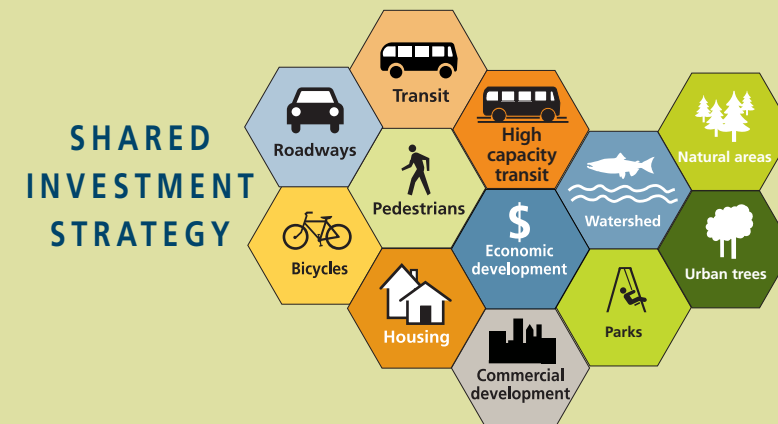 SHARED
INVESTMENT
STRATEGY
Transit
Roadways
High
capacity
transit
Natural areas
Pedestrians
Watershed
Bicycles
$
Economic
development
Urban trees
Housing
Parks
Commercial
development